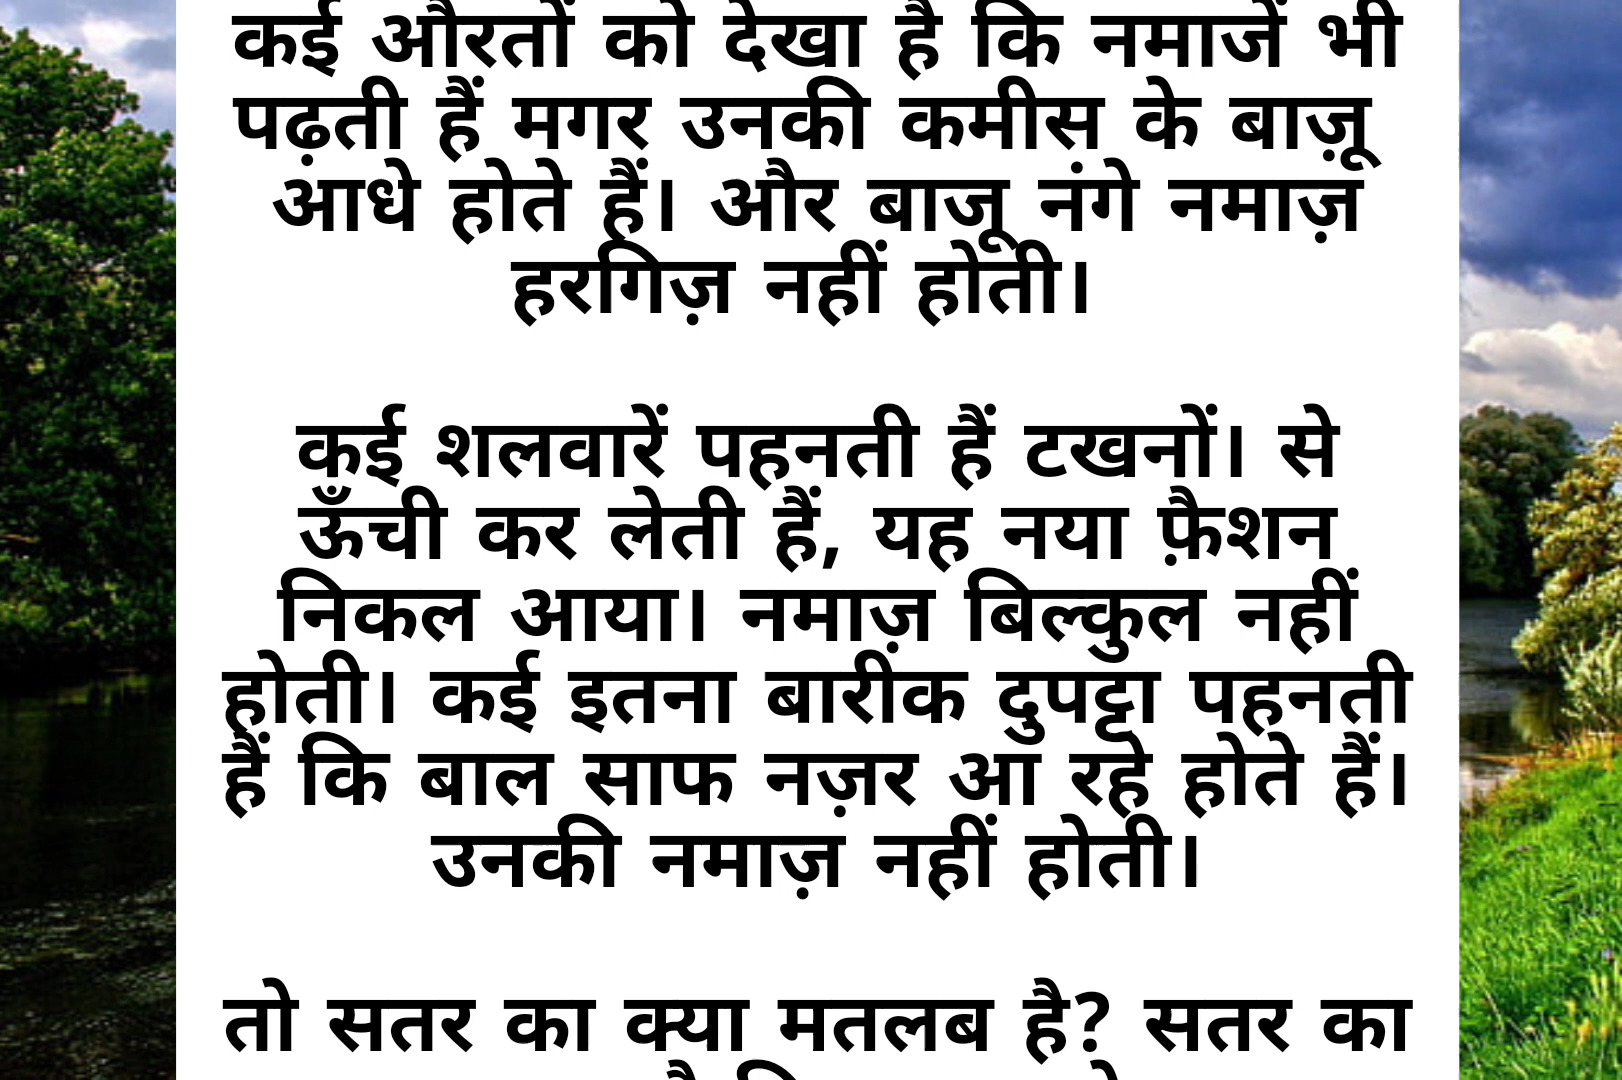 कई औरतों को देखा है कि नमाजें भी
पढ़ती हैं मगर उनकी कमीस के बाज़ू
आधे होते हैं। और बाजू नंगे नमाज़
हरगिज़ नहीं होती।
कई शलवारें पहनती हैं टखनों। से
ऊँची कर लेती हैं, यह नया फ़ैशन
निकल आया। नमाज़ बिल्कुल नहीं
होती। कई इतना बारीक दुपट्टा पहनती
हैं कि बाल साफ नज़र आ रहे होते हैं।
उनकी नमाज़ नहीं होती।
तो सतर का क्या मतलब है? सतर का